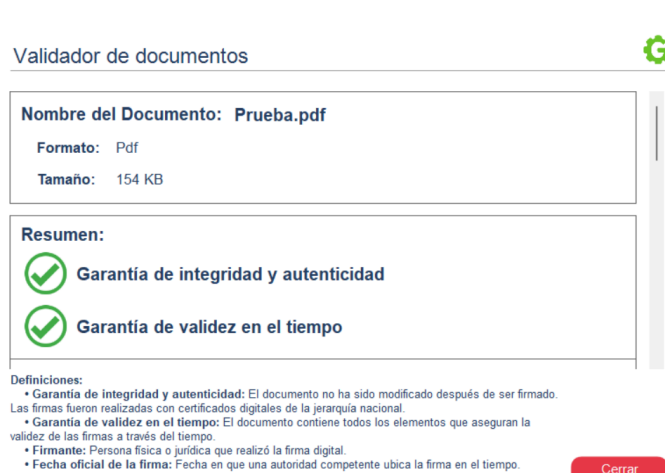 Validador de documentos
G
Nombre del Documento: Prueba.pdf
Formato: Pdf
Tamaño: 154 KB
Resumen:
Garantía de integridad y autenticidad
Garantía de validez en el tiempo
Definiciones:
• Garantía de integridad y autenticidad: El documento no ha sido modificado después de ser firmado.
Las firmas fueron realizadas con certificados digitales de la jerarquía nacional.
• Garantía de validez en el tiempo: El documento contiene todos los elementos que aseguran la
validez de las firmas a través del tiempo.
• Firmante: Persona física o jurídica que realizó la firma digital.
• Fecha oficial de la firma: Fecha en que una autoridad competente ubica la firma en el tiempo.
Cerrar